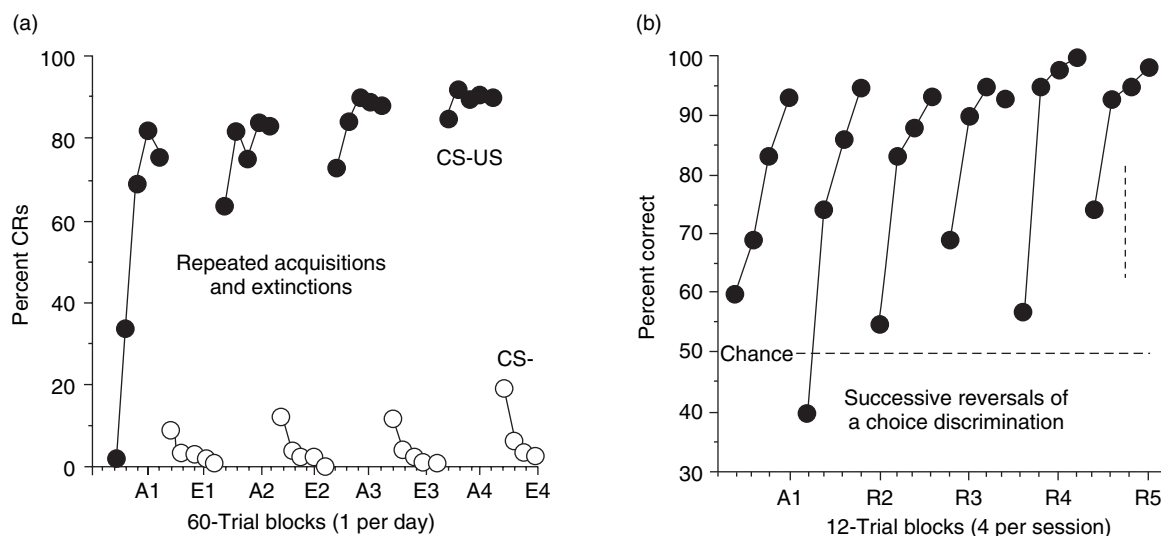 (a)
100
80
60
40
20
0
Percent CRs
CS-US
Repeated acquisitions
and extinctions
CS-
A1 E1 A2 E2 A3 E3 A4 E4
60-Trial blocks (1 per day)
(b)
100
90
80
70
60
50
40
30
Percent correct
Chance
Successive reversals of
a choice discrimination
A1 R2 R3 R4 R5
12-Trial blocks (4 per session)